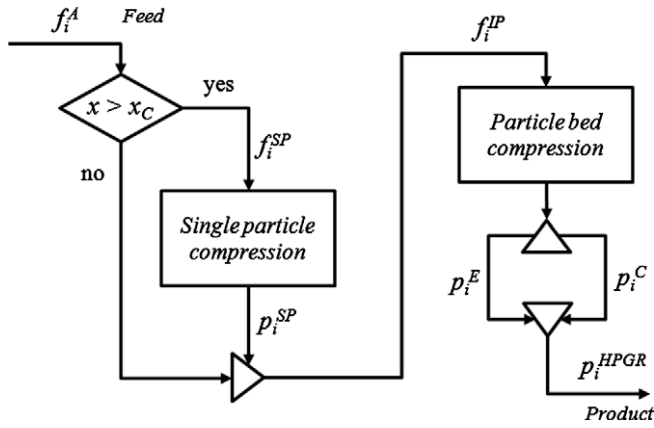 f_i^A
Feed
x > x_C
yes
no
f_i^SP
Single particle
compression
p_i^SP
f_i^IP
Particle bed
compression
p_i^E
p_i^C
p_i^HPGR
Product